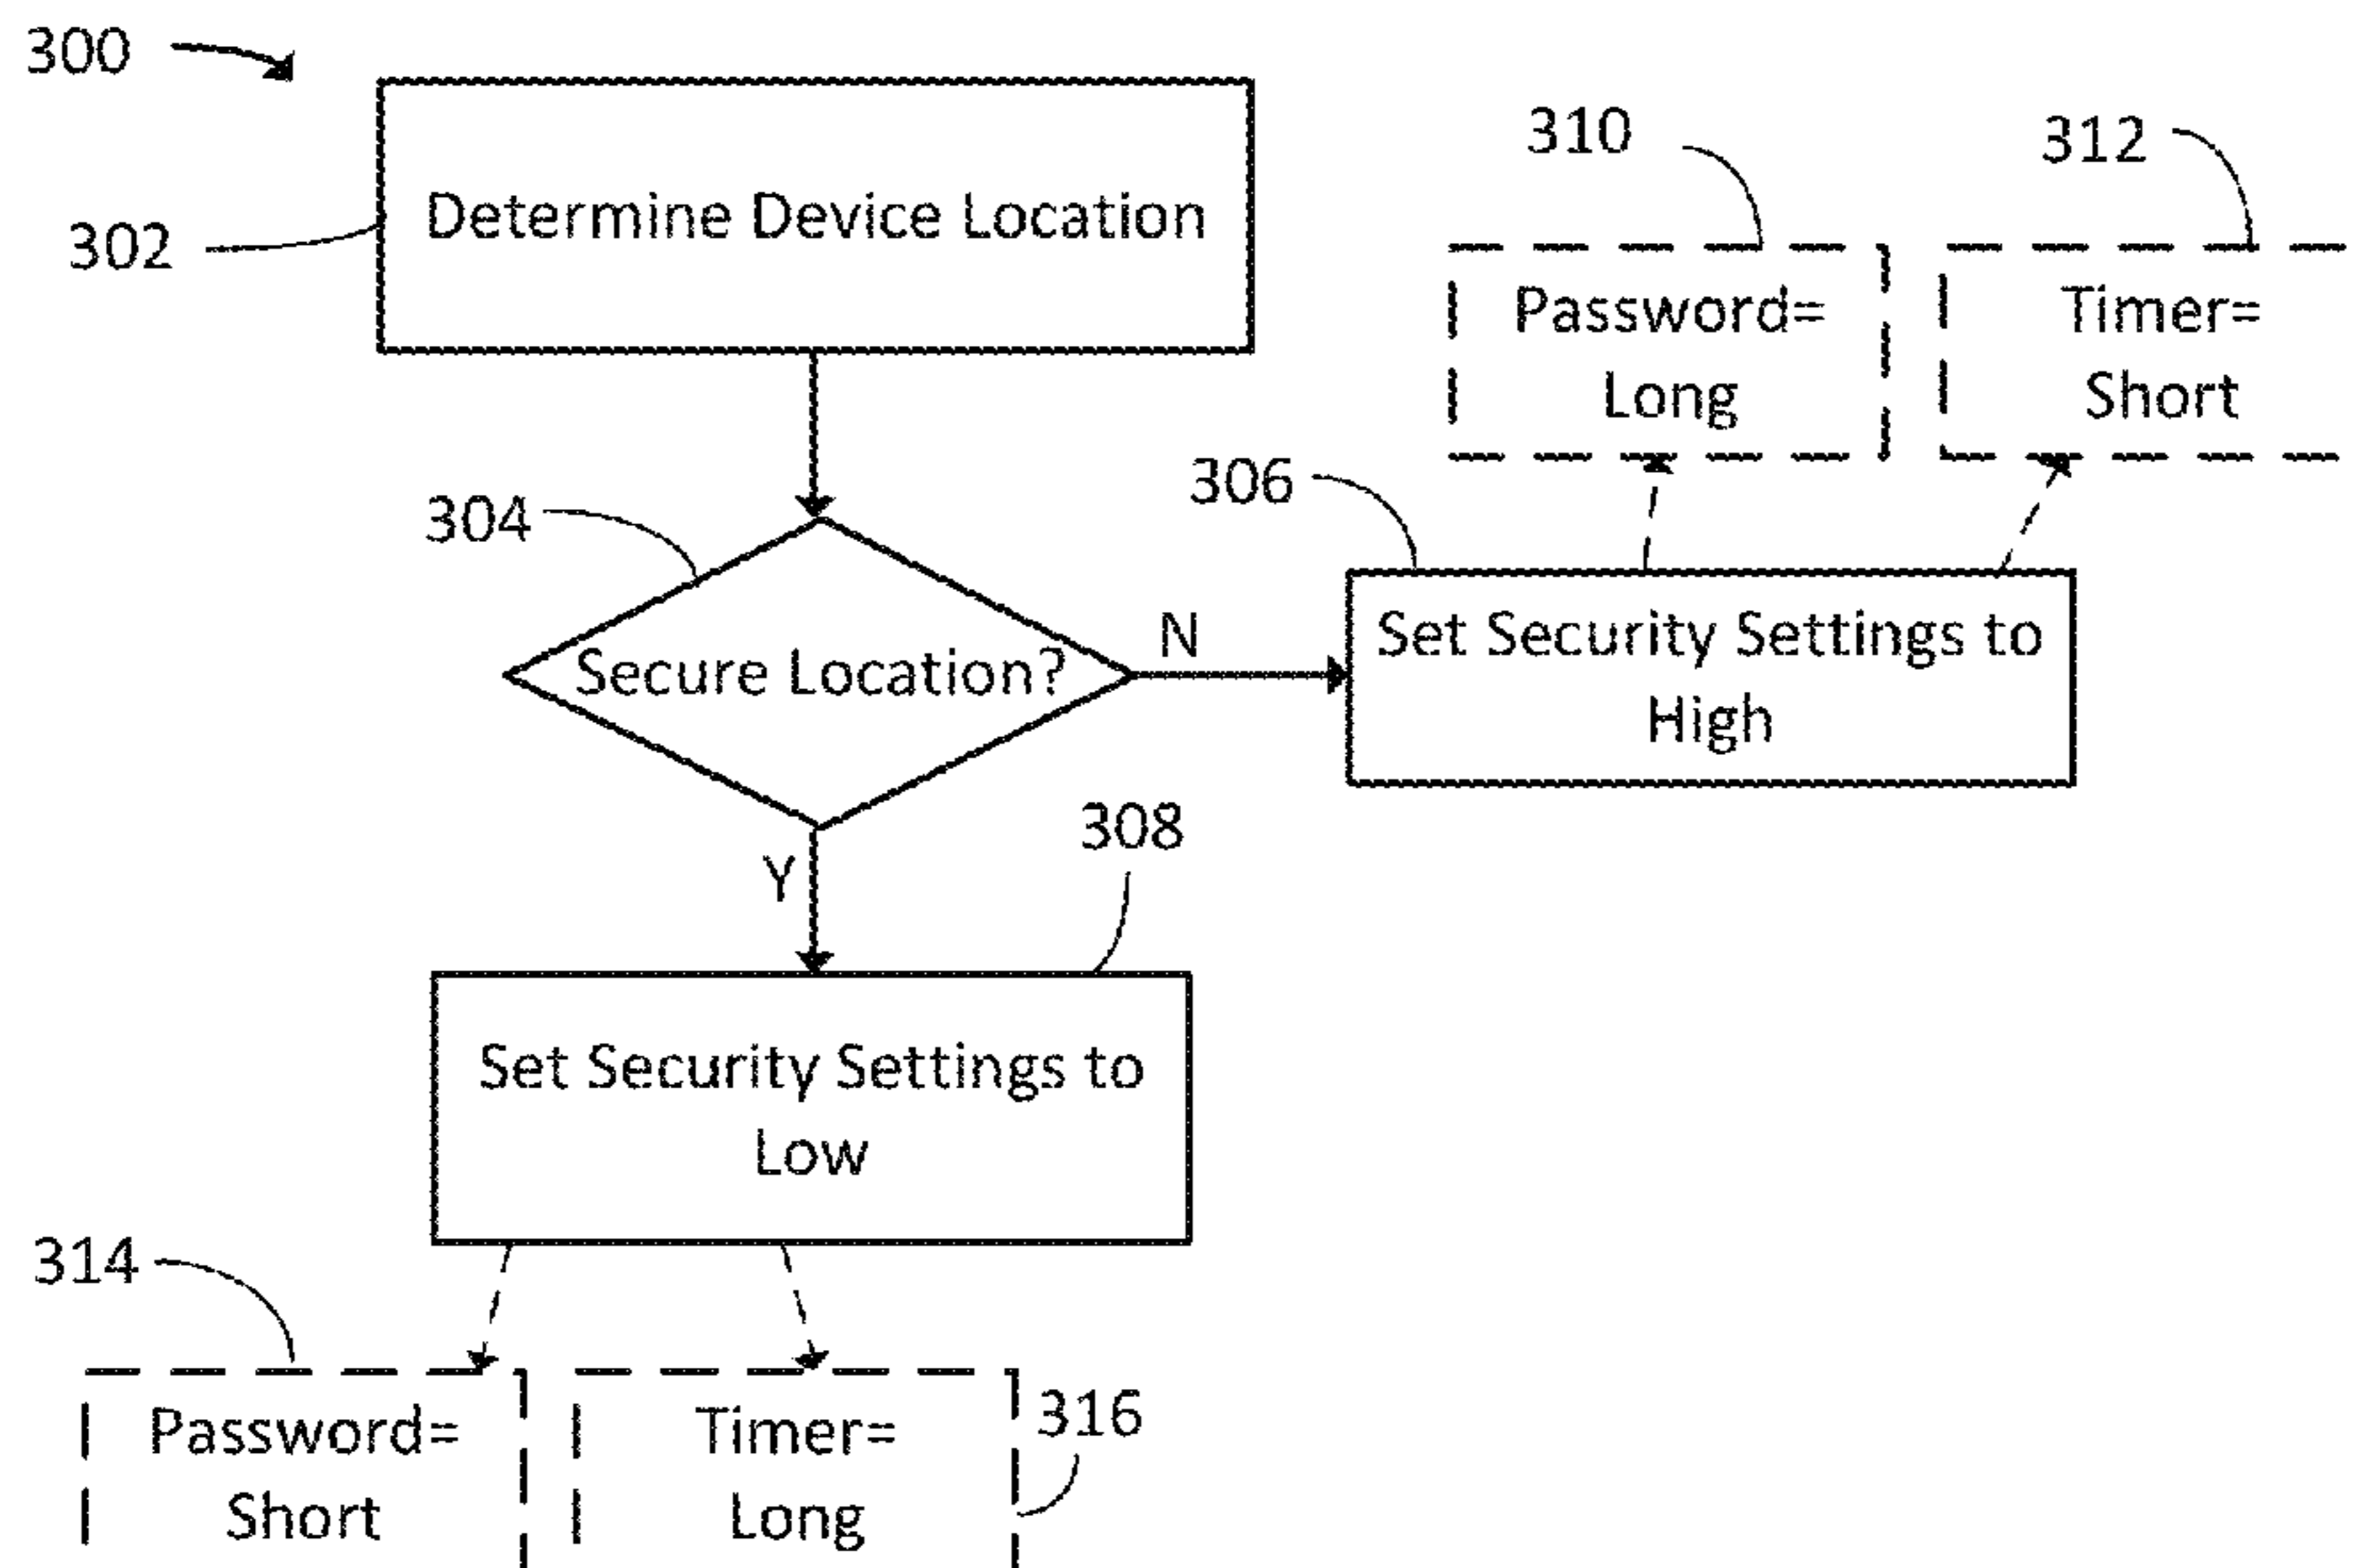 300
Determine Device Location
302
310
312
Password=
Long
Timer=
Short
304
306
Secure Location?
N
Set Security Settings to
High
Y
308
Set Security Settings to
Low
314
316
Password=
Short
Timer=
Long